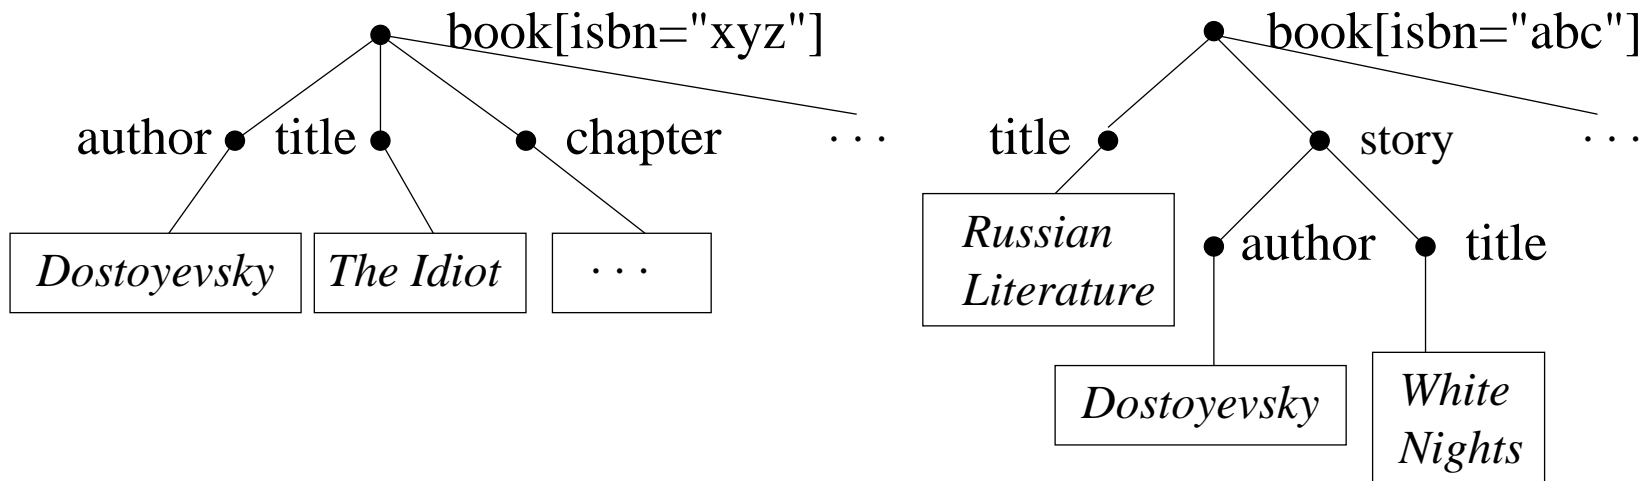 book[isbn="xyz"]
author title chapter . . .
Dostoyevsky The Idiot . . .
book[isbn="abc"]
title story . . .
Russian
Literature
author title
Dostoyevsky
White
Nights